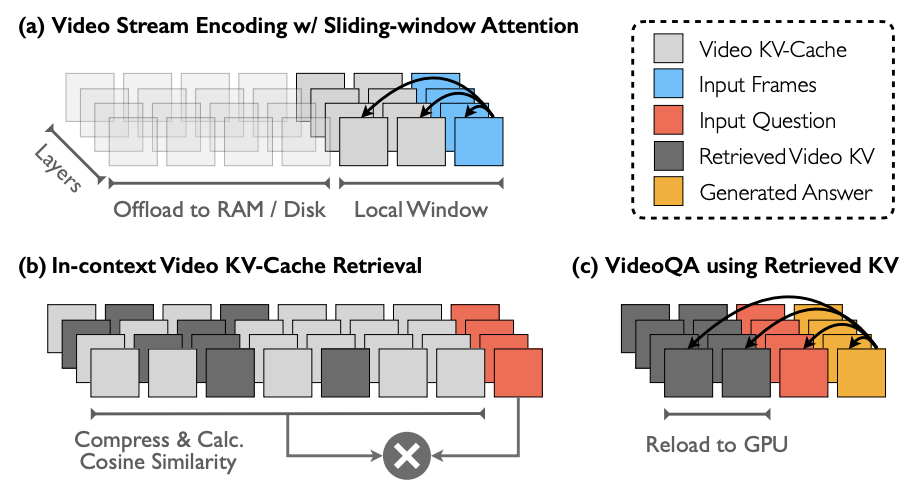 (a) Video Stream Encoding w/ Sliding-window Attention
Layers
Offload to RAM / Disk
Local Window
Video KV-Cache
Input Frames
Input Question
Retrieved Video KV
Generated Answer
(b) In-context Video KV-Cache Retrieval
Compress & Calc.
Cosine Similarity
(c) VideoQA using Retrieved KV
Reload to GPU